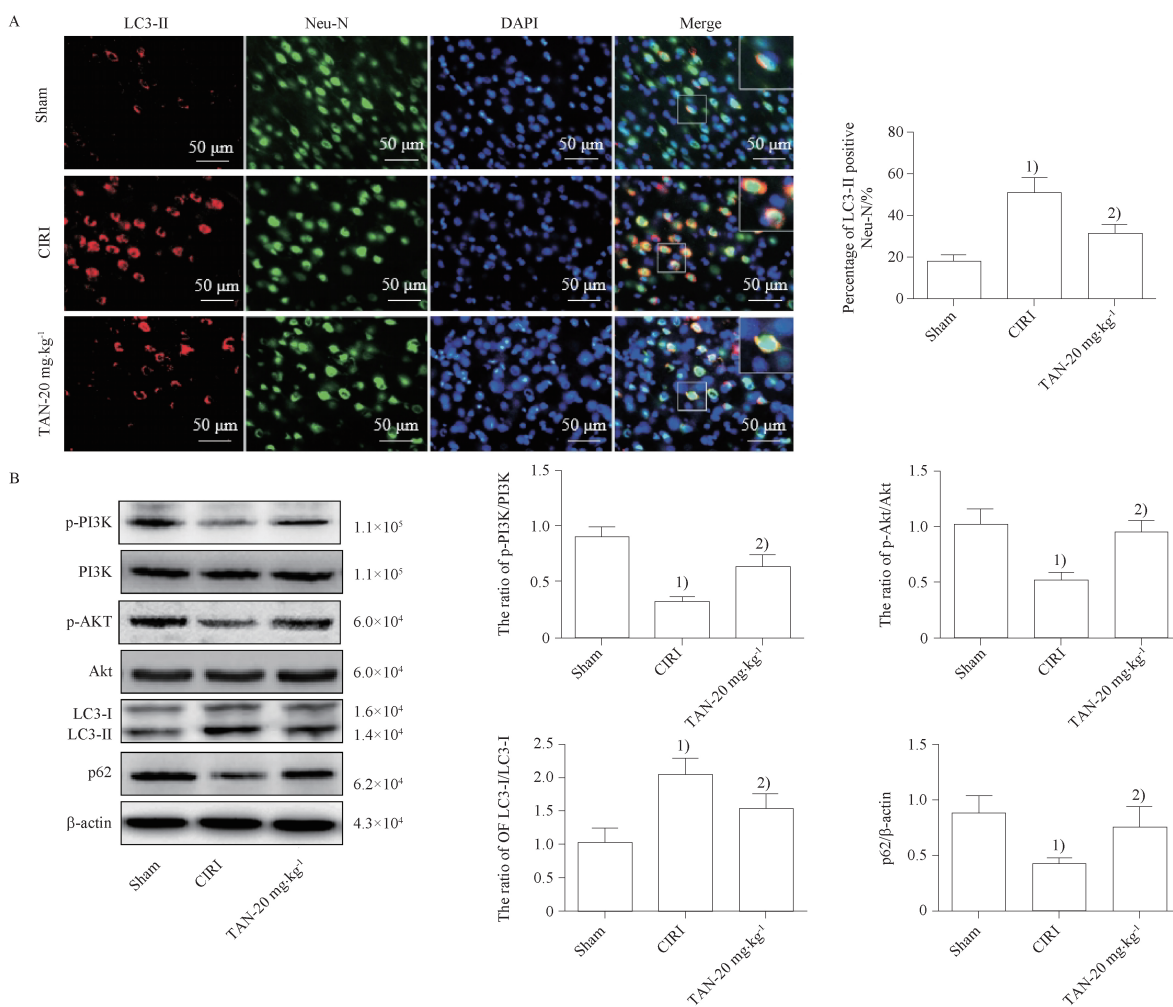 A
LC3-II Neu-N DAPI Merge
Sham
50 μm 50 μm 50 μm 50 μm
CIRI
50 μm 50 μm 50 μm 50 μm
TAN-20 mg·kg⁻¹
50 μm 50 μm 50 μm 50 μm
Percentage of LC3-II positive
Neu-N/%
80
60
40
20
0
1)
2)
Sham
CIRI
TAN-20 mg·kg⁻¹
B
p-PI3K 1.1×10⁵
PI3K 1.1×10⁵
p-AKT 6.0×10⁴
Akt 6.0×10⁴
LC3-I 1.6×10⁴
LC3-II 1.4×10⁴
p62 6.2×10⁴
β-actin 4.3×10⁴
Sham
CIRI
TAN-20 mg·kg⁻¹
The ratio of p-PI3K/PI3K
1.5
1.0
0.5
0
1)
2)
Sham
CIRI
TAN-20 mg·kg⁻¹
The ratio of p-Akt/Akt
1.5
1.0
0.5
0
1)
2)
Sham
CIRI
TAN-20 mg·kg⁻¹
The ratio of OF LC3-I/LC3-I
2.5
2.0
1.5
1.0
0.5
0
1)
2)
Sham
CIRI
TAN-20 mg·kg⁻¹
p62/β-actin
1.5
1.0
0.5
0
1)
2)
Sham
CIRI
TAN-20 mg·kg⁻¹